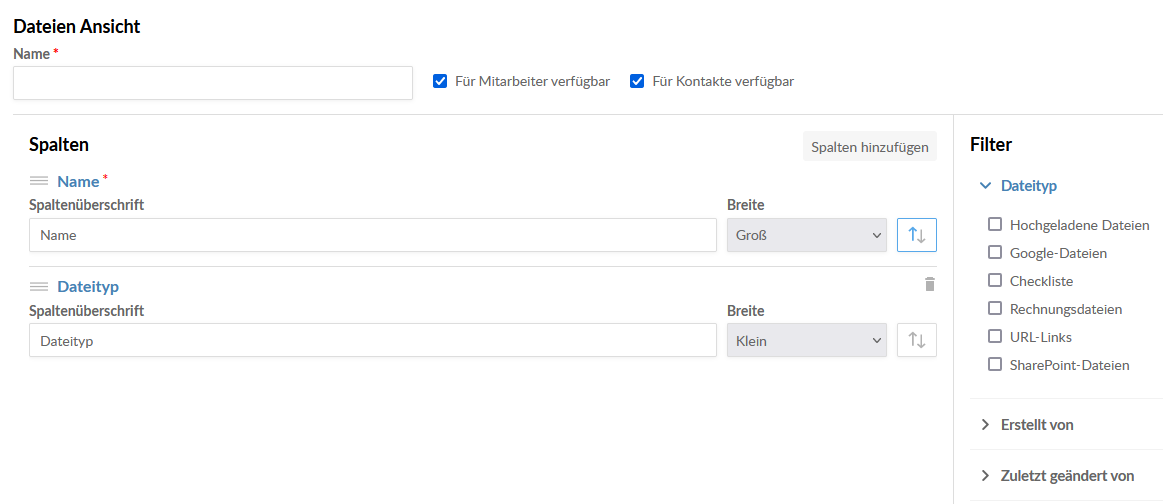 Dateien Ansicht
Name *
Für Mitarbeiter verfügbar
Für Kontakte verfügbar
Spalten
Spalten hinzufügen
Name *
Spaltenüberschrift
Breite
Name
Groß
Dateityp
Spaltenüberschrift
Breite
Dateityp
Klein
Filter
Dateityp
Hochgeladene Dateien
Google-Dateien
Checkliste
Rechnungsdateien
URL-Links
SharePoint-Dateien
Erstellt von
Zuletzt geändert von